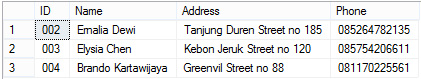 ID Name Address Phone
1 002 Emalia Dewi Tanjung Duren Street no 185 085264782135
2 003 Elysia Chen Kebon Jeruk Street no 120 085754206611
3 004 Brando Kartawijaya Greenvil Street no 88 081170225561